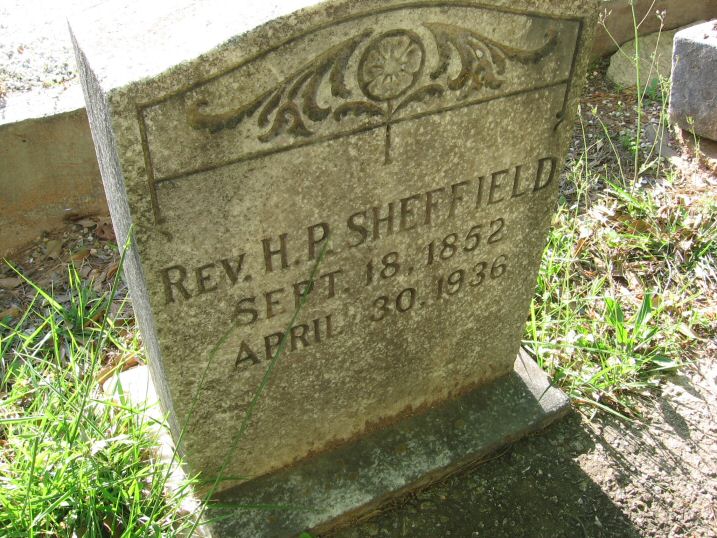 REV. H. P. SHEFFIELD
SEPT. 18, 1852
APRIL 30, 1936